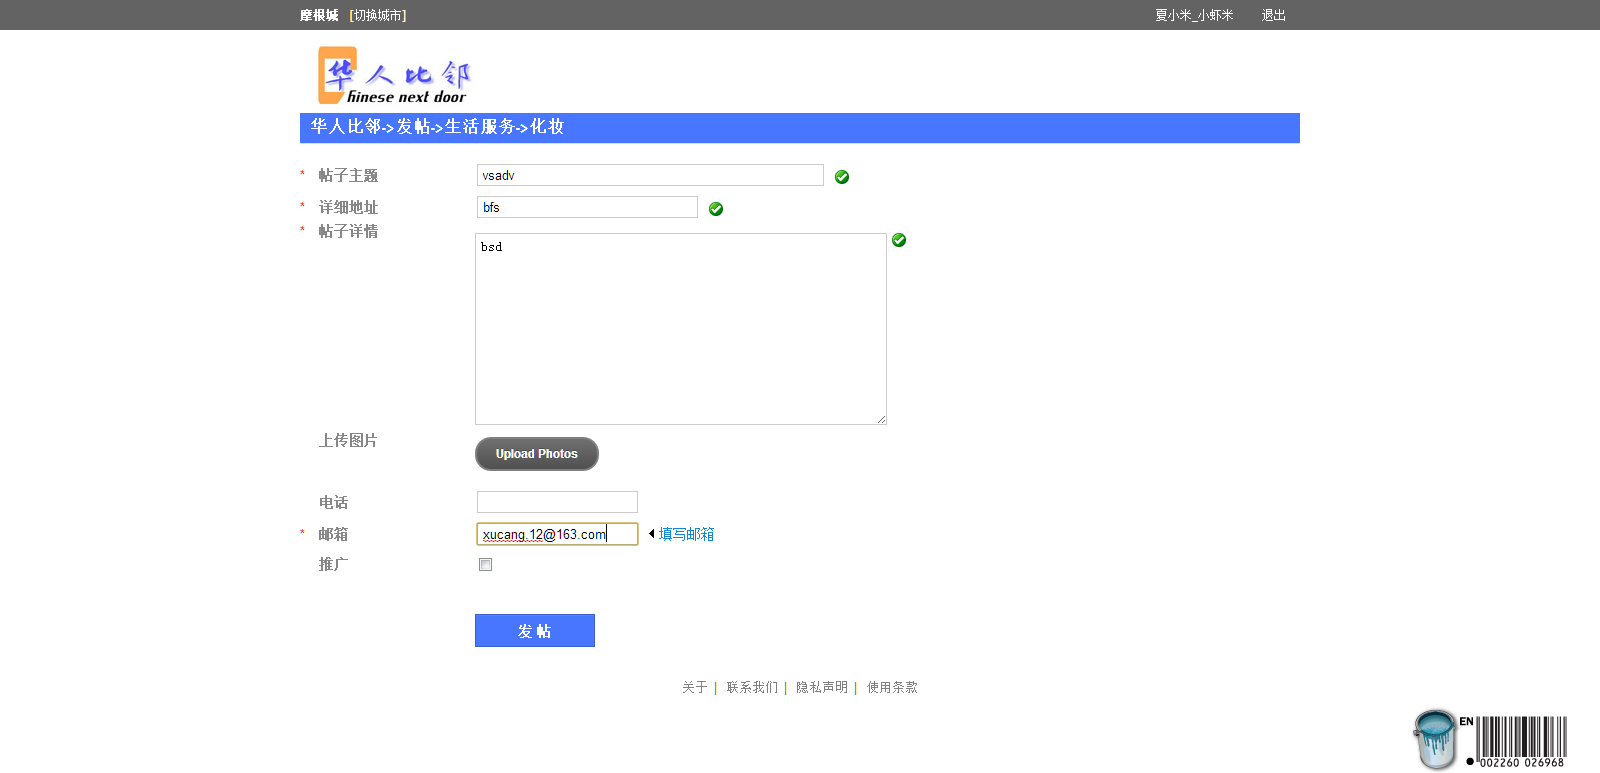 摩根城 [切换城市] 夏小米_小虾米 退出
华人比邻
hinese next door
华人比邻->发帖->生活服务->化妆
* 帖子主题 vsadv
* 详细地址 bfs
* 帖子详情
bsd
上传图片
Upload Photos
电话
* 邮箱 xucang.12@163.com 填写邮箱
推广
发 帖
关于 | 联系我们 | 隐私声明 | 使用条款
EN
002260 026968